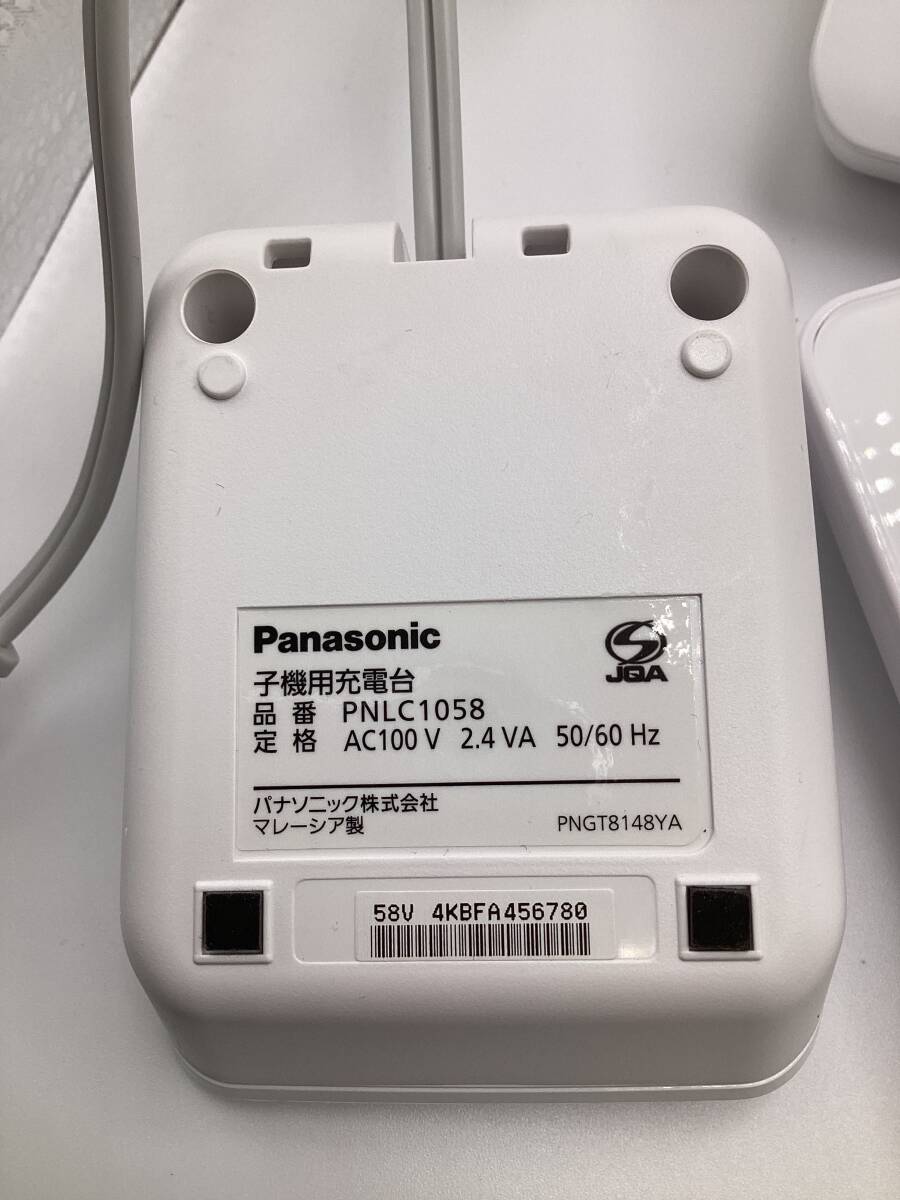 Panasonic
JQA
子機用充電台
品番 PNLC1058
定格 AC100 V 2.4 VA 50/60 Hz
パナソニック株式会社
マレーシア製 PNGT8148YA
58V 4KBFA456780